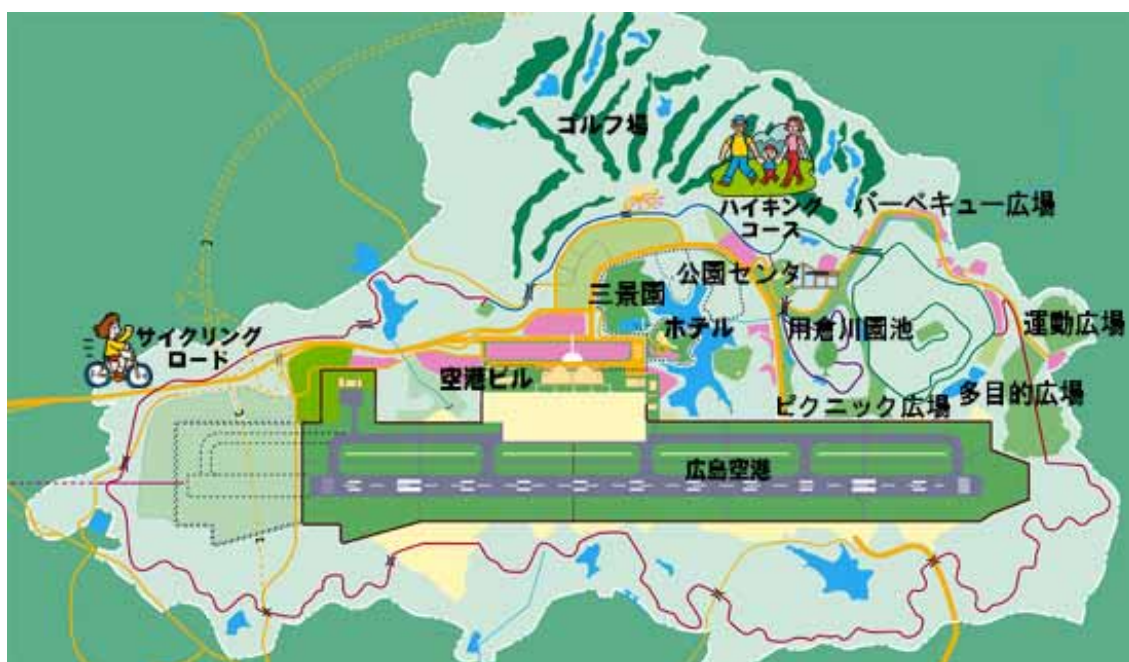 ゴルフ場
ハイキング
コース
バーベキュー広場
公園センター
三景園
サイクリング
ロード
ホテル
用倉川園池
運動広場
空港ビル
ピクニック広場
多目的広場
広島空港